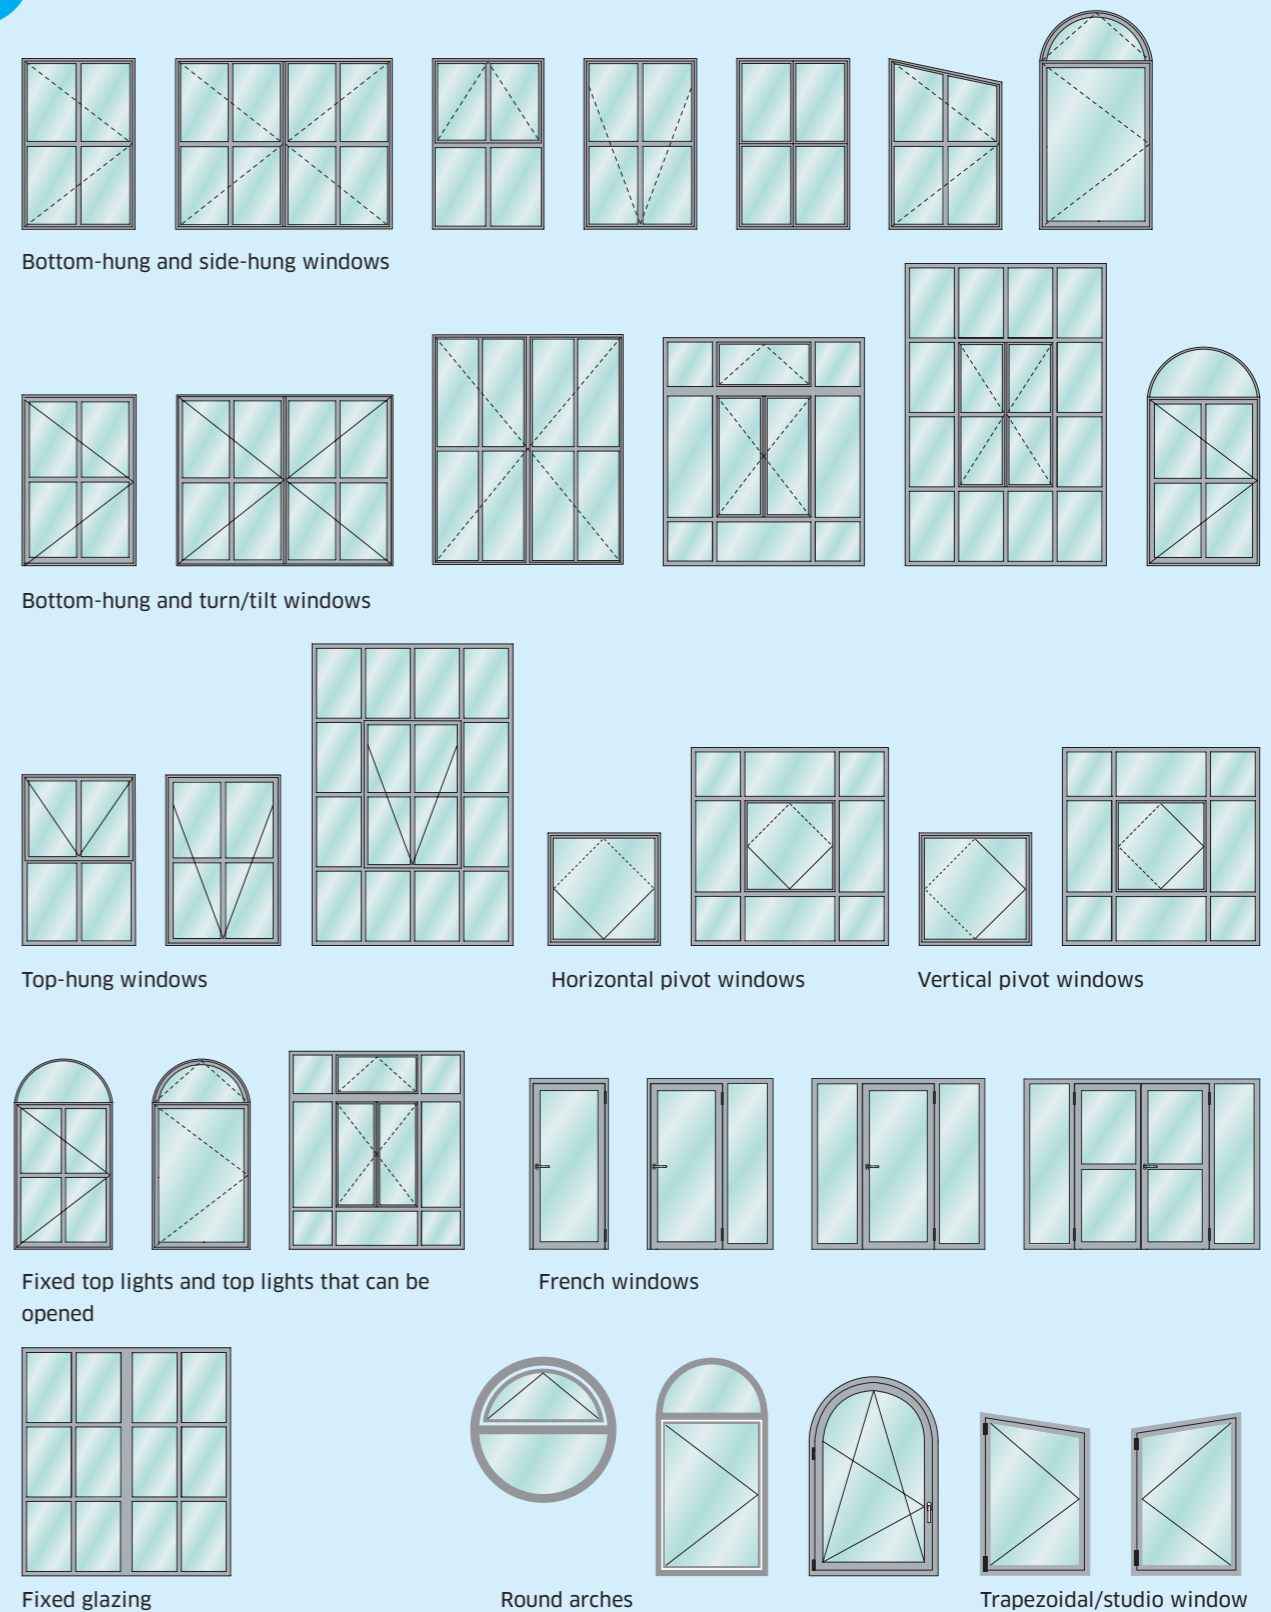 Bottom-hung and side-hung windows
Bottom-hung and turn/tilt windows
Top-hung windows
Horizontal pivot windows
Vertical pivot windows
Fixed top lights and top lights that can be
opened
French windows
Fixed glazing
Round arches
Trapezoidal/studio window